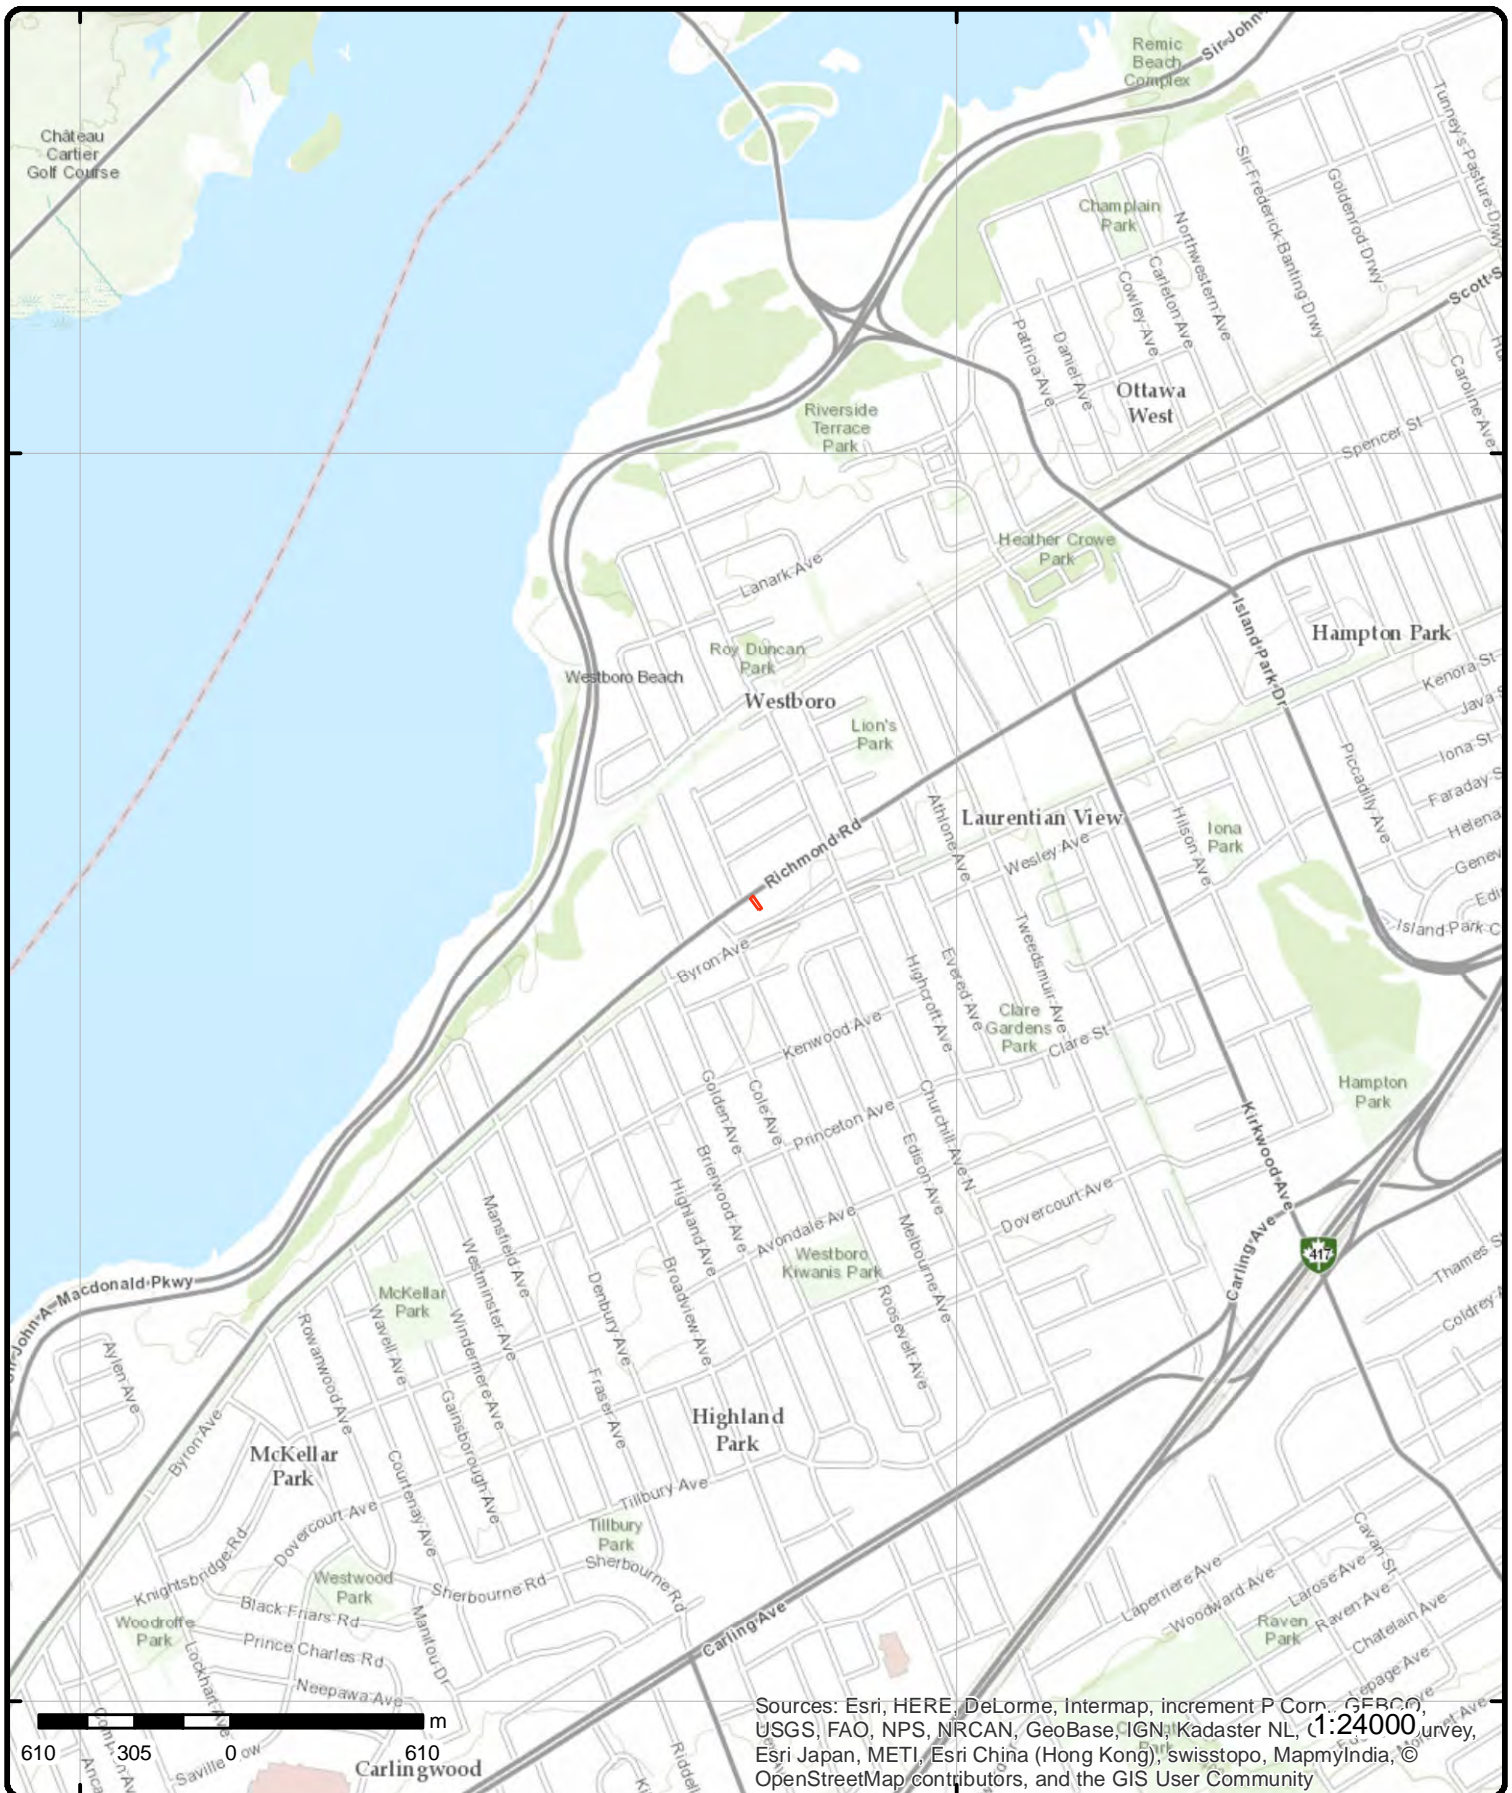 Remic
Beach
Complex
Sir-John-
Château
Cartier
Golf Course
Tunney's-Pasture-Drwy
Sir-Frederick-Banting-Drwy
Goldenrod-Drwy
Champlain
Park
Northwestern-Ave
Carleton-Ave
Cowley-Ave
Scott-S
Patricia-Ave
Daniel-Ave
Caroline-Ave
Ottawa
West
Riverside
Terrace
Park
Spencer St
Heather Crowe
Park
Lanark-Ave
Island-Park-Dr
Hampton Park
Roy Duncan
Park
Kenora-St
Westboro Beach
Westboro
Java-S
Lion's
Park
Iona-St
Piccadilly-Ave
Faraday-S
Athlone-Ave
Laurentian View
Hilson-Ave
Iona
Park
Helena
Richmond-Rd
Wesley-Ave
Genev
Edi
Island-Park-C
Byron-Ave
Tweedsmuir-Ave
Highcroft-Ave
Evered-Ave
Clare
Gardens
Park
Clare-St
Kenwood-Ave
Hampton
Park
Golden-Ave
Cole-Ave
Princeton-Ave
Churchill-Ave-N
Kirkwood-Ave
Brierwood-Ave
Edison-Ave
Highland-Ave
Mansfield-Ave
Dovercourt-Ave
Avondale-Ave
Melbourne-Ave
Carling-Ave
417
Westminster-Ave
Westboro
Kiwanis Park
Thames-S
Broadview-Ave
Denbury-Ave
-John-A-Macdonald-Pkwy
McKellar
Park
Roosevelt-Ave
Coldrey-A
Wavell-Ave
Windermere-Ave
Rowanwood-Ave
Aylen-Ave
Fraser-Ave
Gainsborough-Ave
Byron-Ave
Highland
Park
McKellar
Park
Courtenay-Ave
Tillbury Ave
Dovercourt-Ave
Tillbury
Park
Cavan-St
Knightsbridge-Rd
Sherbourne-Rd
Sherbourne-Rd
Westwood
Park
Laperriere-Ave
Woodward-Ave
Larose-Ave
Black-Friars-Rd
Manitou-Dr
Woodroffe
Park
Raven-Ave
Raven
Park
Carling-Ave
Chatelain-Ave
Prince-Charles-Rd
Lockhart-Ave
Lepage-Ave
Neepawa-Ave
Saville
ow
Carlingwood
Riddell
610 305 0 610 m
Sources: Esri, HERE, DeLorme, Intermap, increment P Corp., GEBCO,
USGS, FAO, NPS, NRCAN, GeoBase, IGN, Kadaster NL, urvey,
1:24000
Esri Japan, METI, Esri China (Hong Kong), swisstopo, MapmyIndia, ©
OpenStreetMap contributors, and the GIS User Community